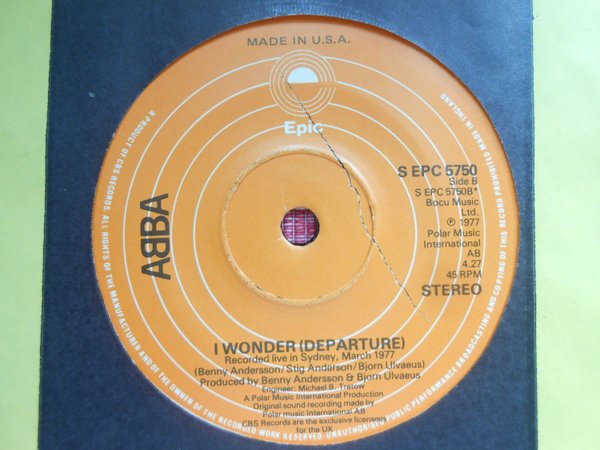 MADE IN U.S.A.
Epic
ABBA
S EPC 5750
Side B
S EPC 5750B*
Bocu Music
Ltd.
℗ 1977
Polar Music
International
AB
4.27
45 RPM
STEREO
I WONDER (DEPARTURE)
Recorded live in Sydney, March 1977
(Benny Andersson/Stig Anderson/Bjorn Ulvaeus)
Produced by Benny Andersson & Bjorn Ulvaeus
Engineer: Michael B. Tretow
A Polar Music International Production
Original sound recording made by
Polar music International AB
CBS Records are the exclusive licensees
for the UK
A PRODUCT OF CBS RECORDS. ALL RIGHTS OF THE MANUFACTURER AND OF THE OWNER OF THE RECORDED WORK RESERVED·UNAUTHORISED PUBLIC PERFORMANCE BROADCASTING AND COPYING OF THIS RECORD PROHIBITED MADE IN ENGLAND